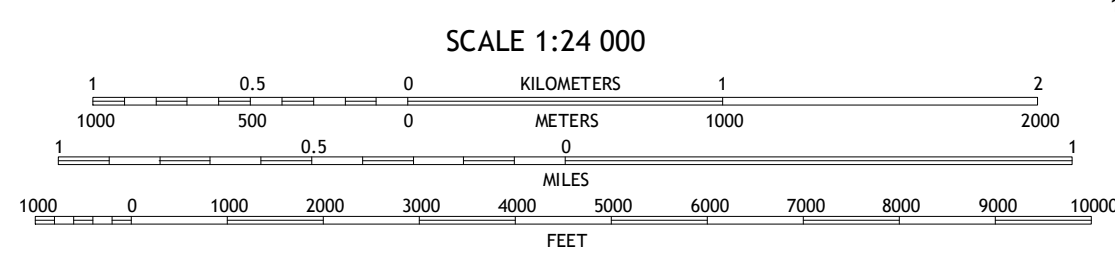 SCALE 1:24 000
1 0.5 0 KILOMETERS 1 2
1000 500 0 METERS 1000 2000
1 0.5 0 1
MILES
1000 0 1000 2000 3000 4000 5000 6000 7000 8000 9000 10000
FEET